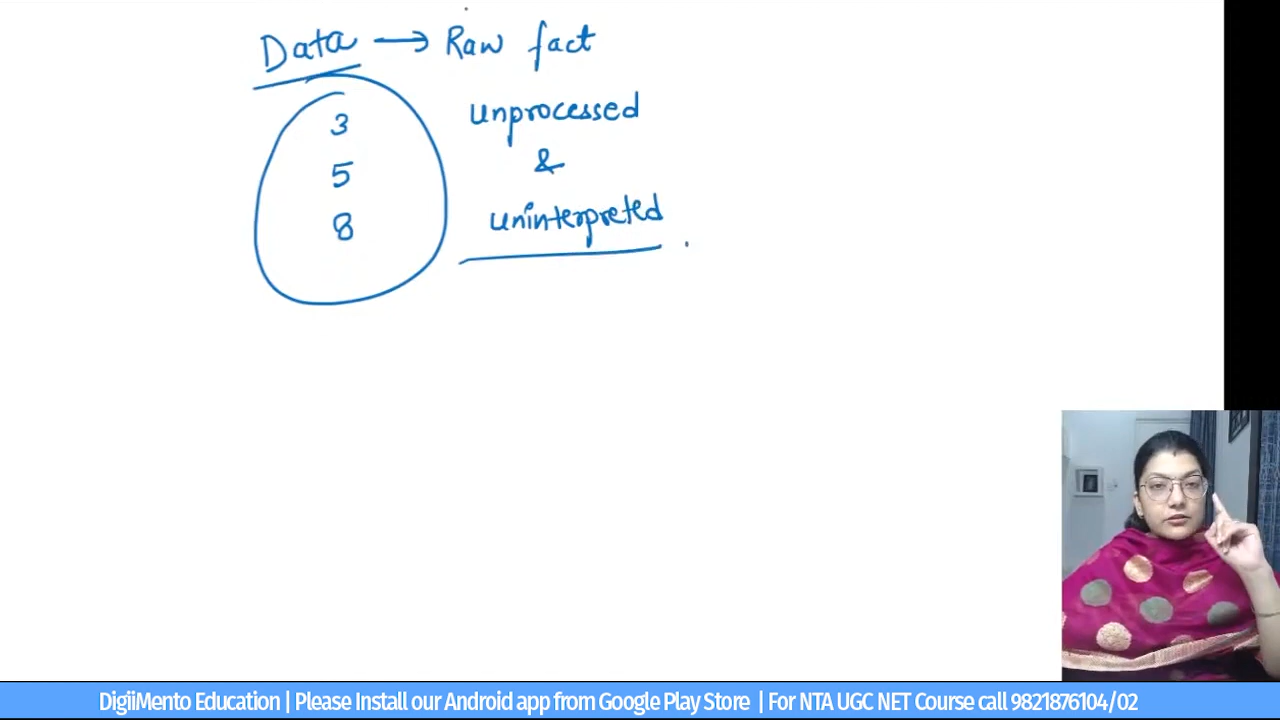 Data → Raw fact
3
unprocessed
&
5
uninterpreted
8
DigiiMento Education | Please Install our Android app from Google Play Store | For NTA UGC NET Course call 9821876104/02